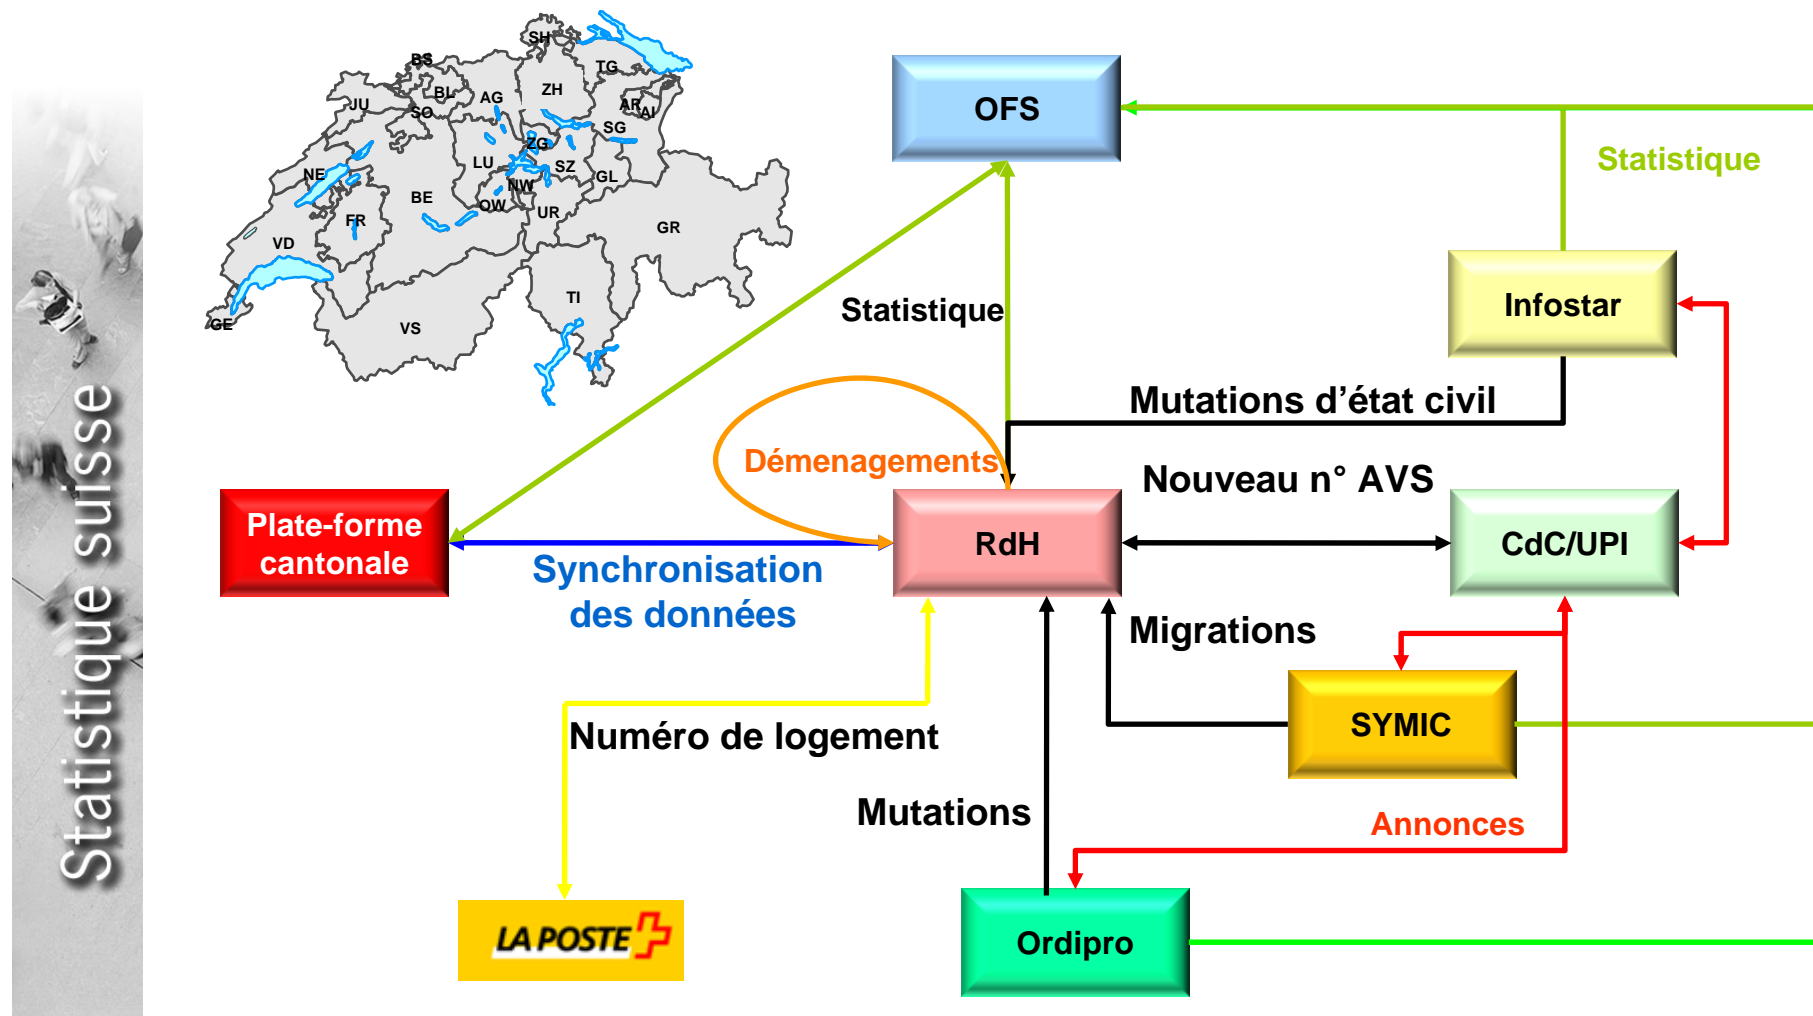 Statistique suisse
SH
BS
TG
BL
ZH
JU
AG
AR
AI
SO
SG
ZG
LU
SZ
NE
GL
NW
BE
OW
FR
UR
GR
VD
TI
GE
VS
OFS
Statistique
Infostar
Statistique
Mutations d’état civil
Démenagements
Nouveau n° AVS
Plate-forme
cantonale
RdH
CdC/UPI
Synchronisation
des données
Migrations
SYMIC
Numéro de logement
Mutations
Annonces
LA POSTE
Ordipro